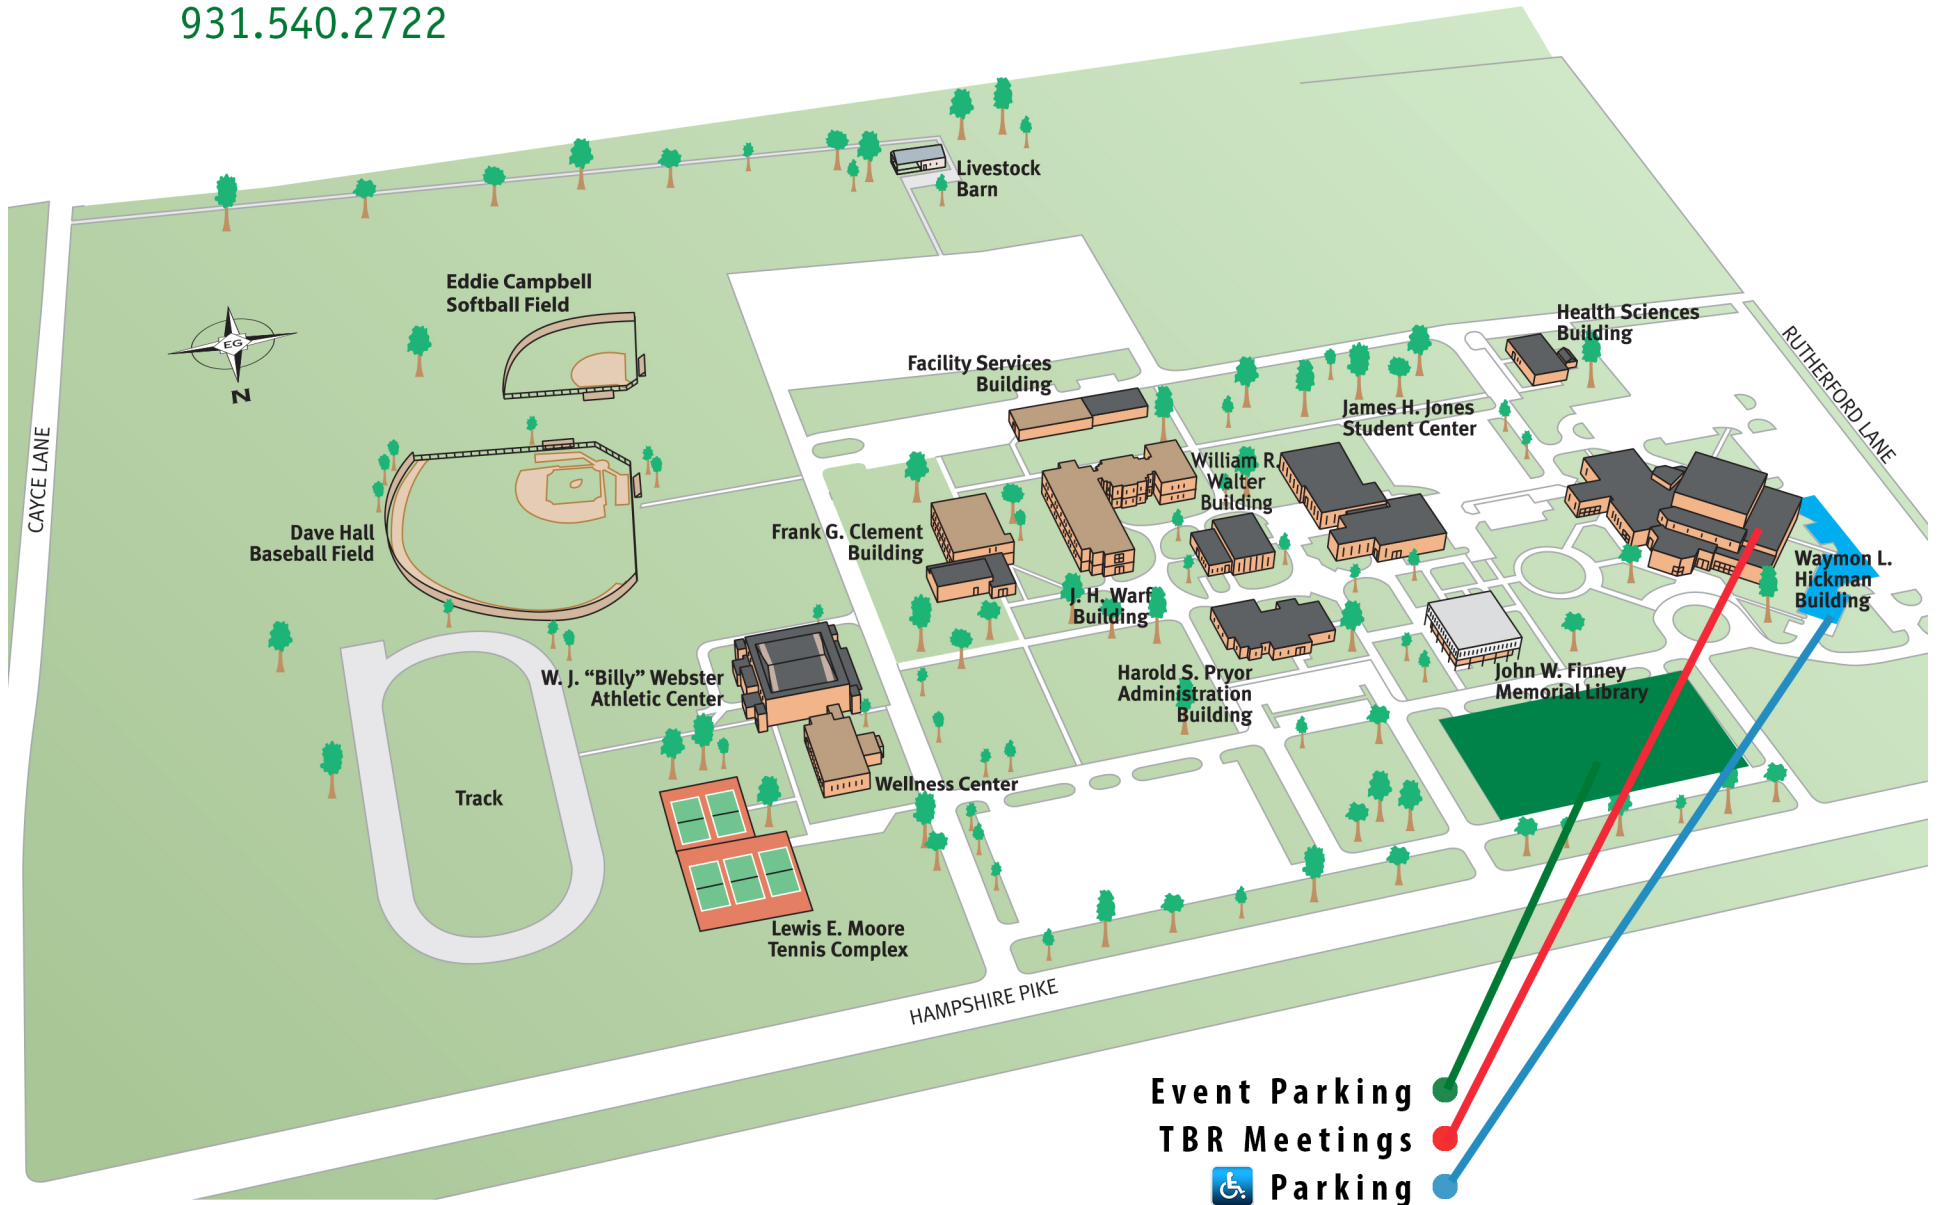 931.540.2722
Livestock
Barn
Eddie Campbell
Softball Field
Health Sciences
Building
RUTHERFORD LANE
EG
N
Facility Services
Building
James H. Jones
Student Center
CAYCE LANE
William R.
Walter
Building
Dave Hall
Baseball Field
Frank G. Clement
Building
Waymon L.
Hickman
Building
J. H. Warf
Building
W. J. “Billy” Webster
Athletic Center
Harold S. Pryor
Administration
Building
John W. Finney
Memorial Library
Track
Wellness Center
Lewis E. Moore
Tennis Complex
HAMPSHIRE PIKE
Event Parking
TBR Meetings
Parking